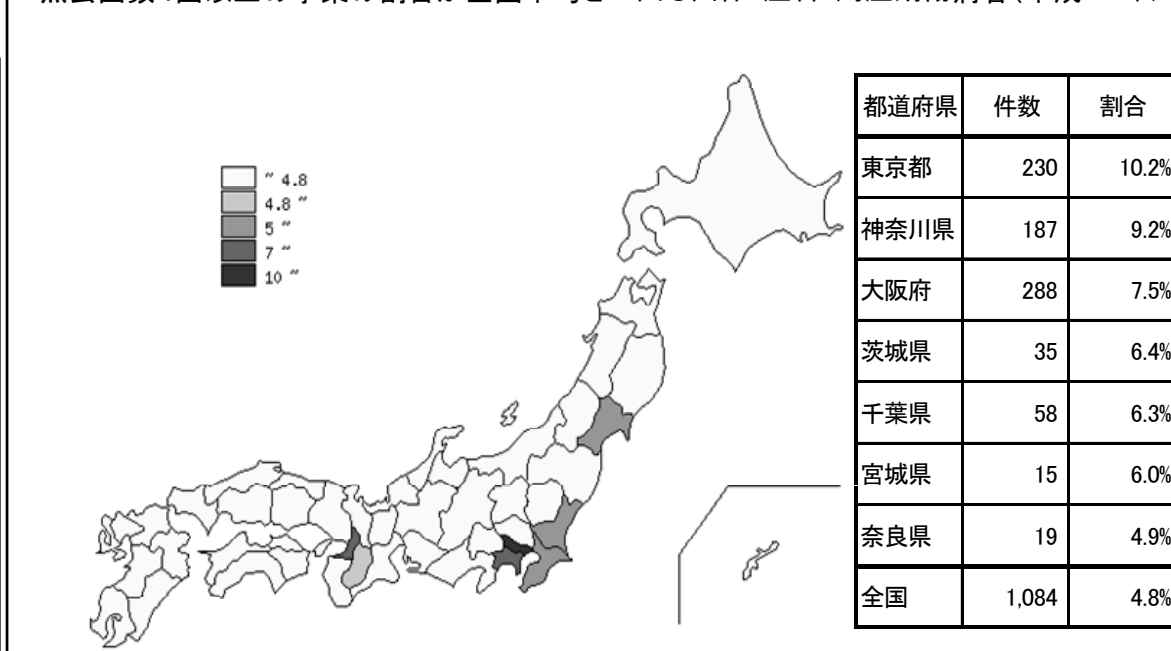 ~ 4.8
4.8 ~
5 ~
7 ~
10 ~
都道府県 件数 割合
東京都 230 10.2%
神奈川県 187 9.2%
大阪府 288 7.5%
茨城県 35 6.4%
千葉県 58 6.3%
宮城県 15 6.0%
奈良県 19 4.9%
全国 1,084 4.8%